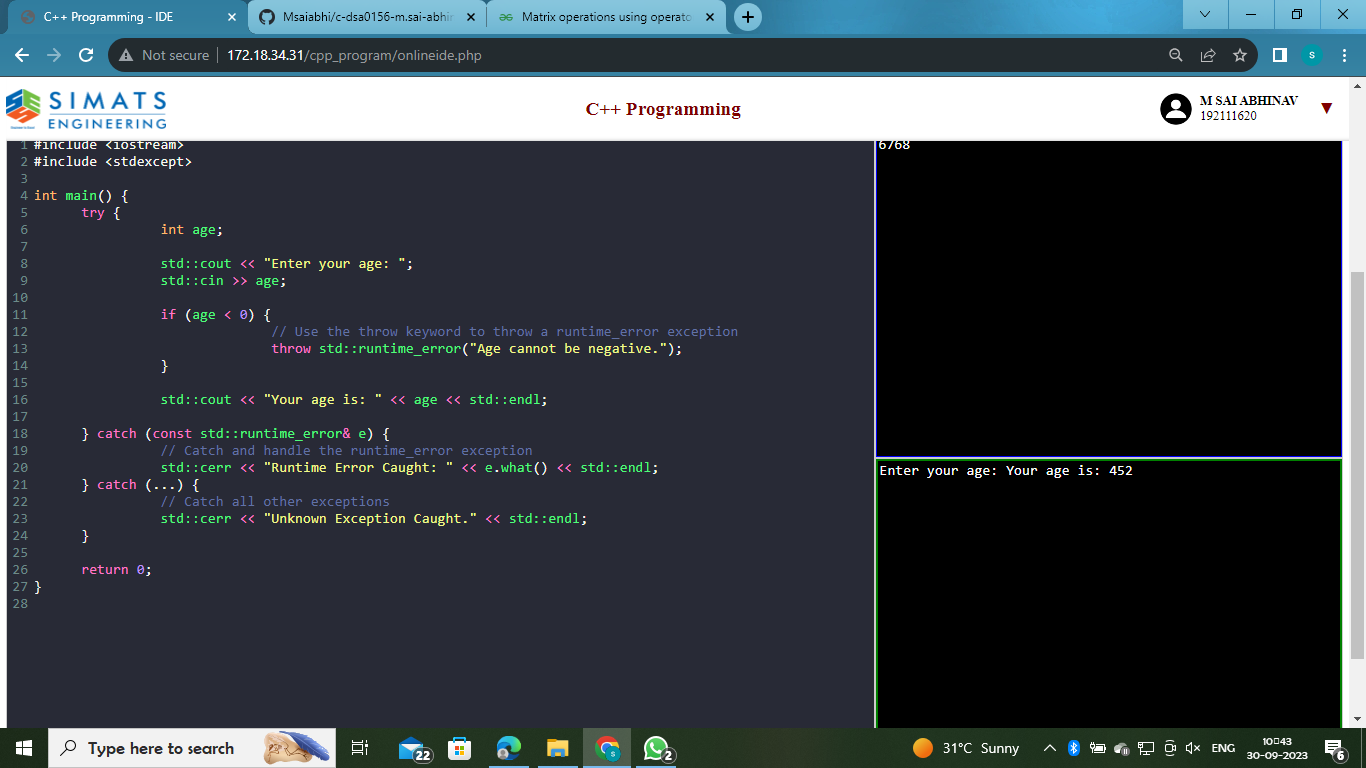 C++ Programming - IDE
Msaiabhi/c-dsa0156-m.sai-abhin
Matrix operations using operato
Not secure
172.18.34.31/cpp_program/onlineide.php
S
SIMATS
ENGINEERING
C++ Programming
M SAI ABHINAV
192111620
1 #include <iostream>
2 #include <stdexcept>
3
4 int main() {
5 try {
6 int age;
7
8 std::cout << "Enter your age: ";
9 std::cin >> age;
10
11 if (age < 0) {
12 // Use the throw keyword to throw a runtime_error exception
13 throw std::runtime_error("Age cannot be negative.");
14 }
15
16 std::cout << "Your age is: " << age << std::endl;
17
18 } catch (const std::runtime_error& e) {
19 // Catch and handle the runtime_error exception
20 std::cerr << "Runtime Error Caught: " << e.what() << std::endl;
21 } catch (...) {
22 // Catch all other exceptions
23 std::cerr << "Unknown Exception Caught." << std::endl;
24 }
25
26 return 0;
27 }
28
6768
Enter your age: Your age is: 452
Type here to search
22
S
2
31°C Sunny
ENG
10:43
30-09-2023
6